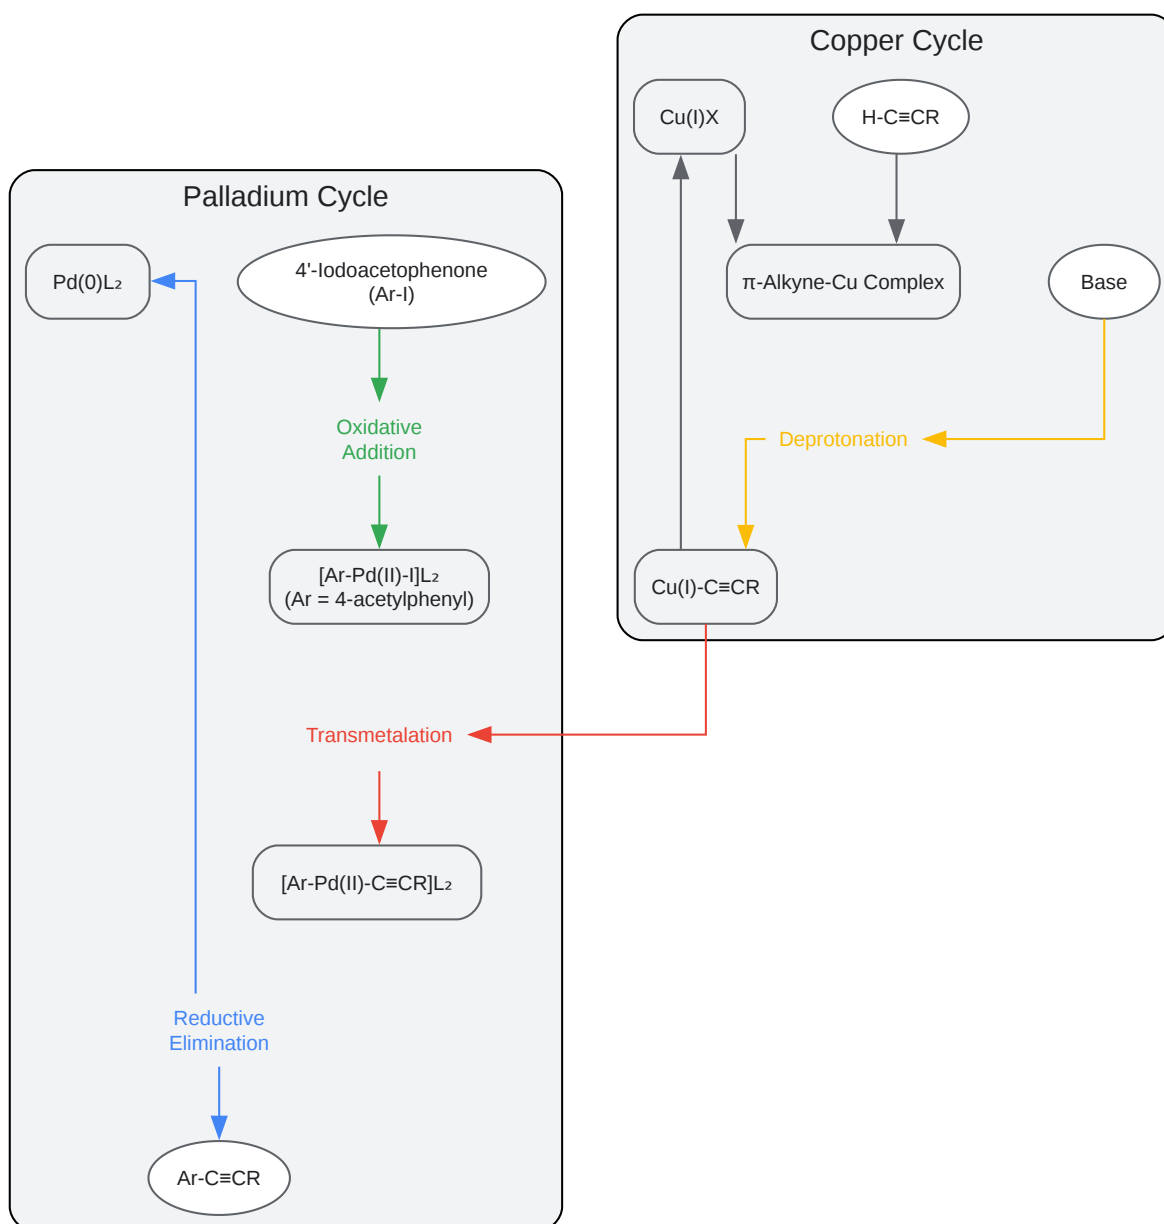 Copper Cycle
Cu(I)X
H-C≡CR
Palladium Cycle
Pd(0)L₂
4'-Iodoacetophenone
(Ar-I)
π-Alkyne-Cu Complex
Base
Oxidative
Addition
Deprotonation
[Ar-Pd(II)-I]L₂
(Ar = 4-acetylphenyl)
Cu(I)-C≡CR
Transmetalation
[Ar-Pd(II)-C≡CR]L₂
Reductive
Elimination
Ar-C≡CR